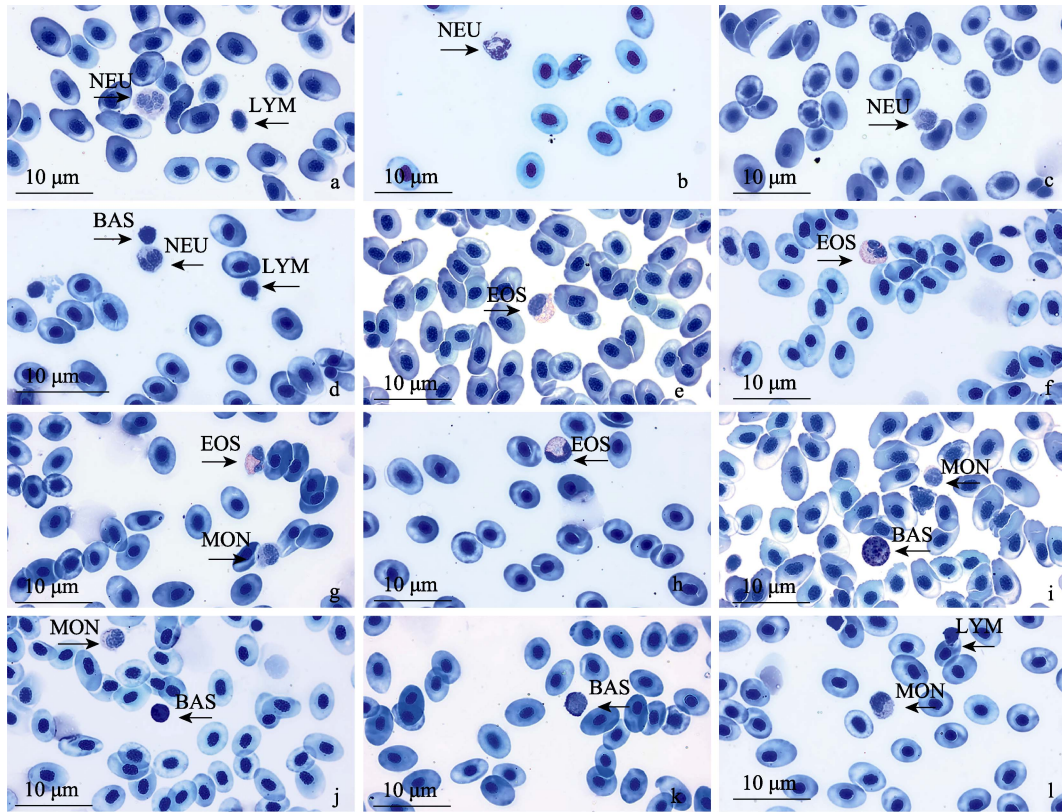 NEU
LYM
10 μm
a
NEU
10 μm
b
NEU
10 μm
c
BAS
NEU
LYM
10 μm
d
EOS
10 μm
e
EOS
10 μm
f
EOS
MON
10 μm
g
EOS
10 μm
h
MON
BAS
10 μm
i
MON
BAS
10 μm
j
BAS
10 μm
k
LYM
MON
10 μm
l